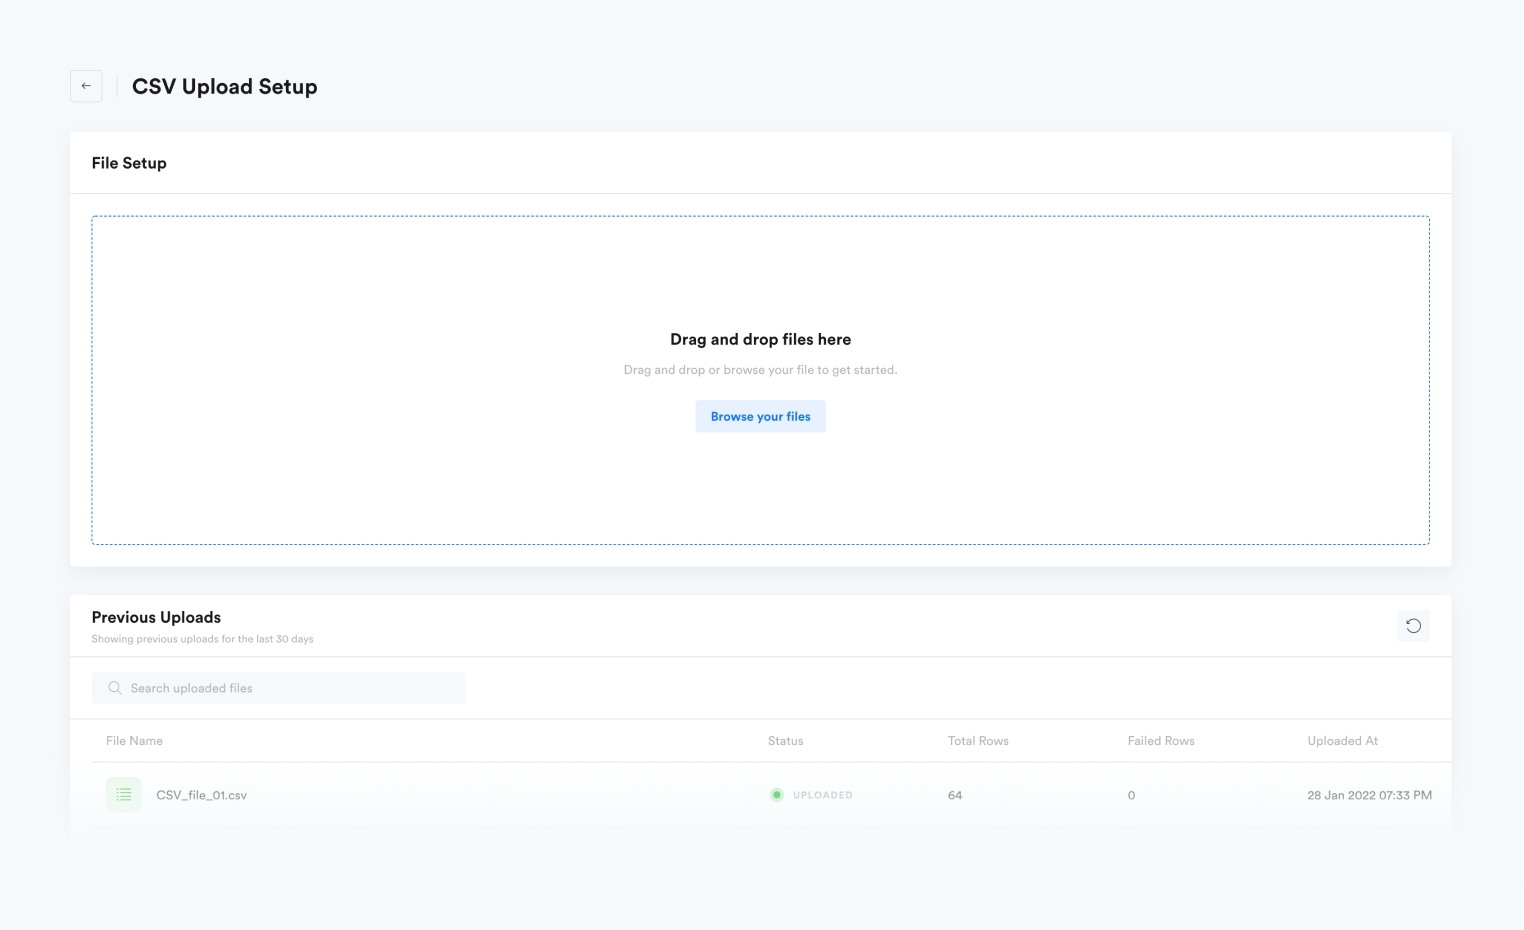 CSV Upload Setup
File Setup
Drag and drop files here
Drag and drop or browse your file to get started.
Browse your files
Previous Uploads
Showing previous uploads for the last 30 days
Search uploaded files
File Name Status Total Rows Failed Rows Uploaded At
CSV_file_01.csv UPLOADED 64 0 28 Jan 2022 07:33 PM